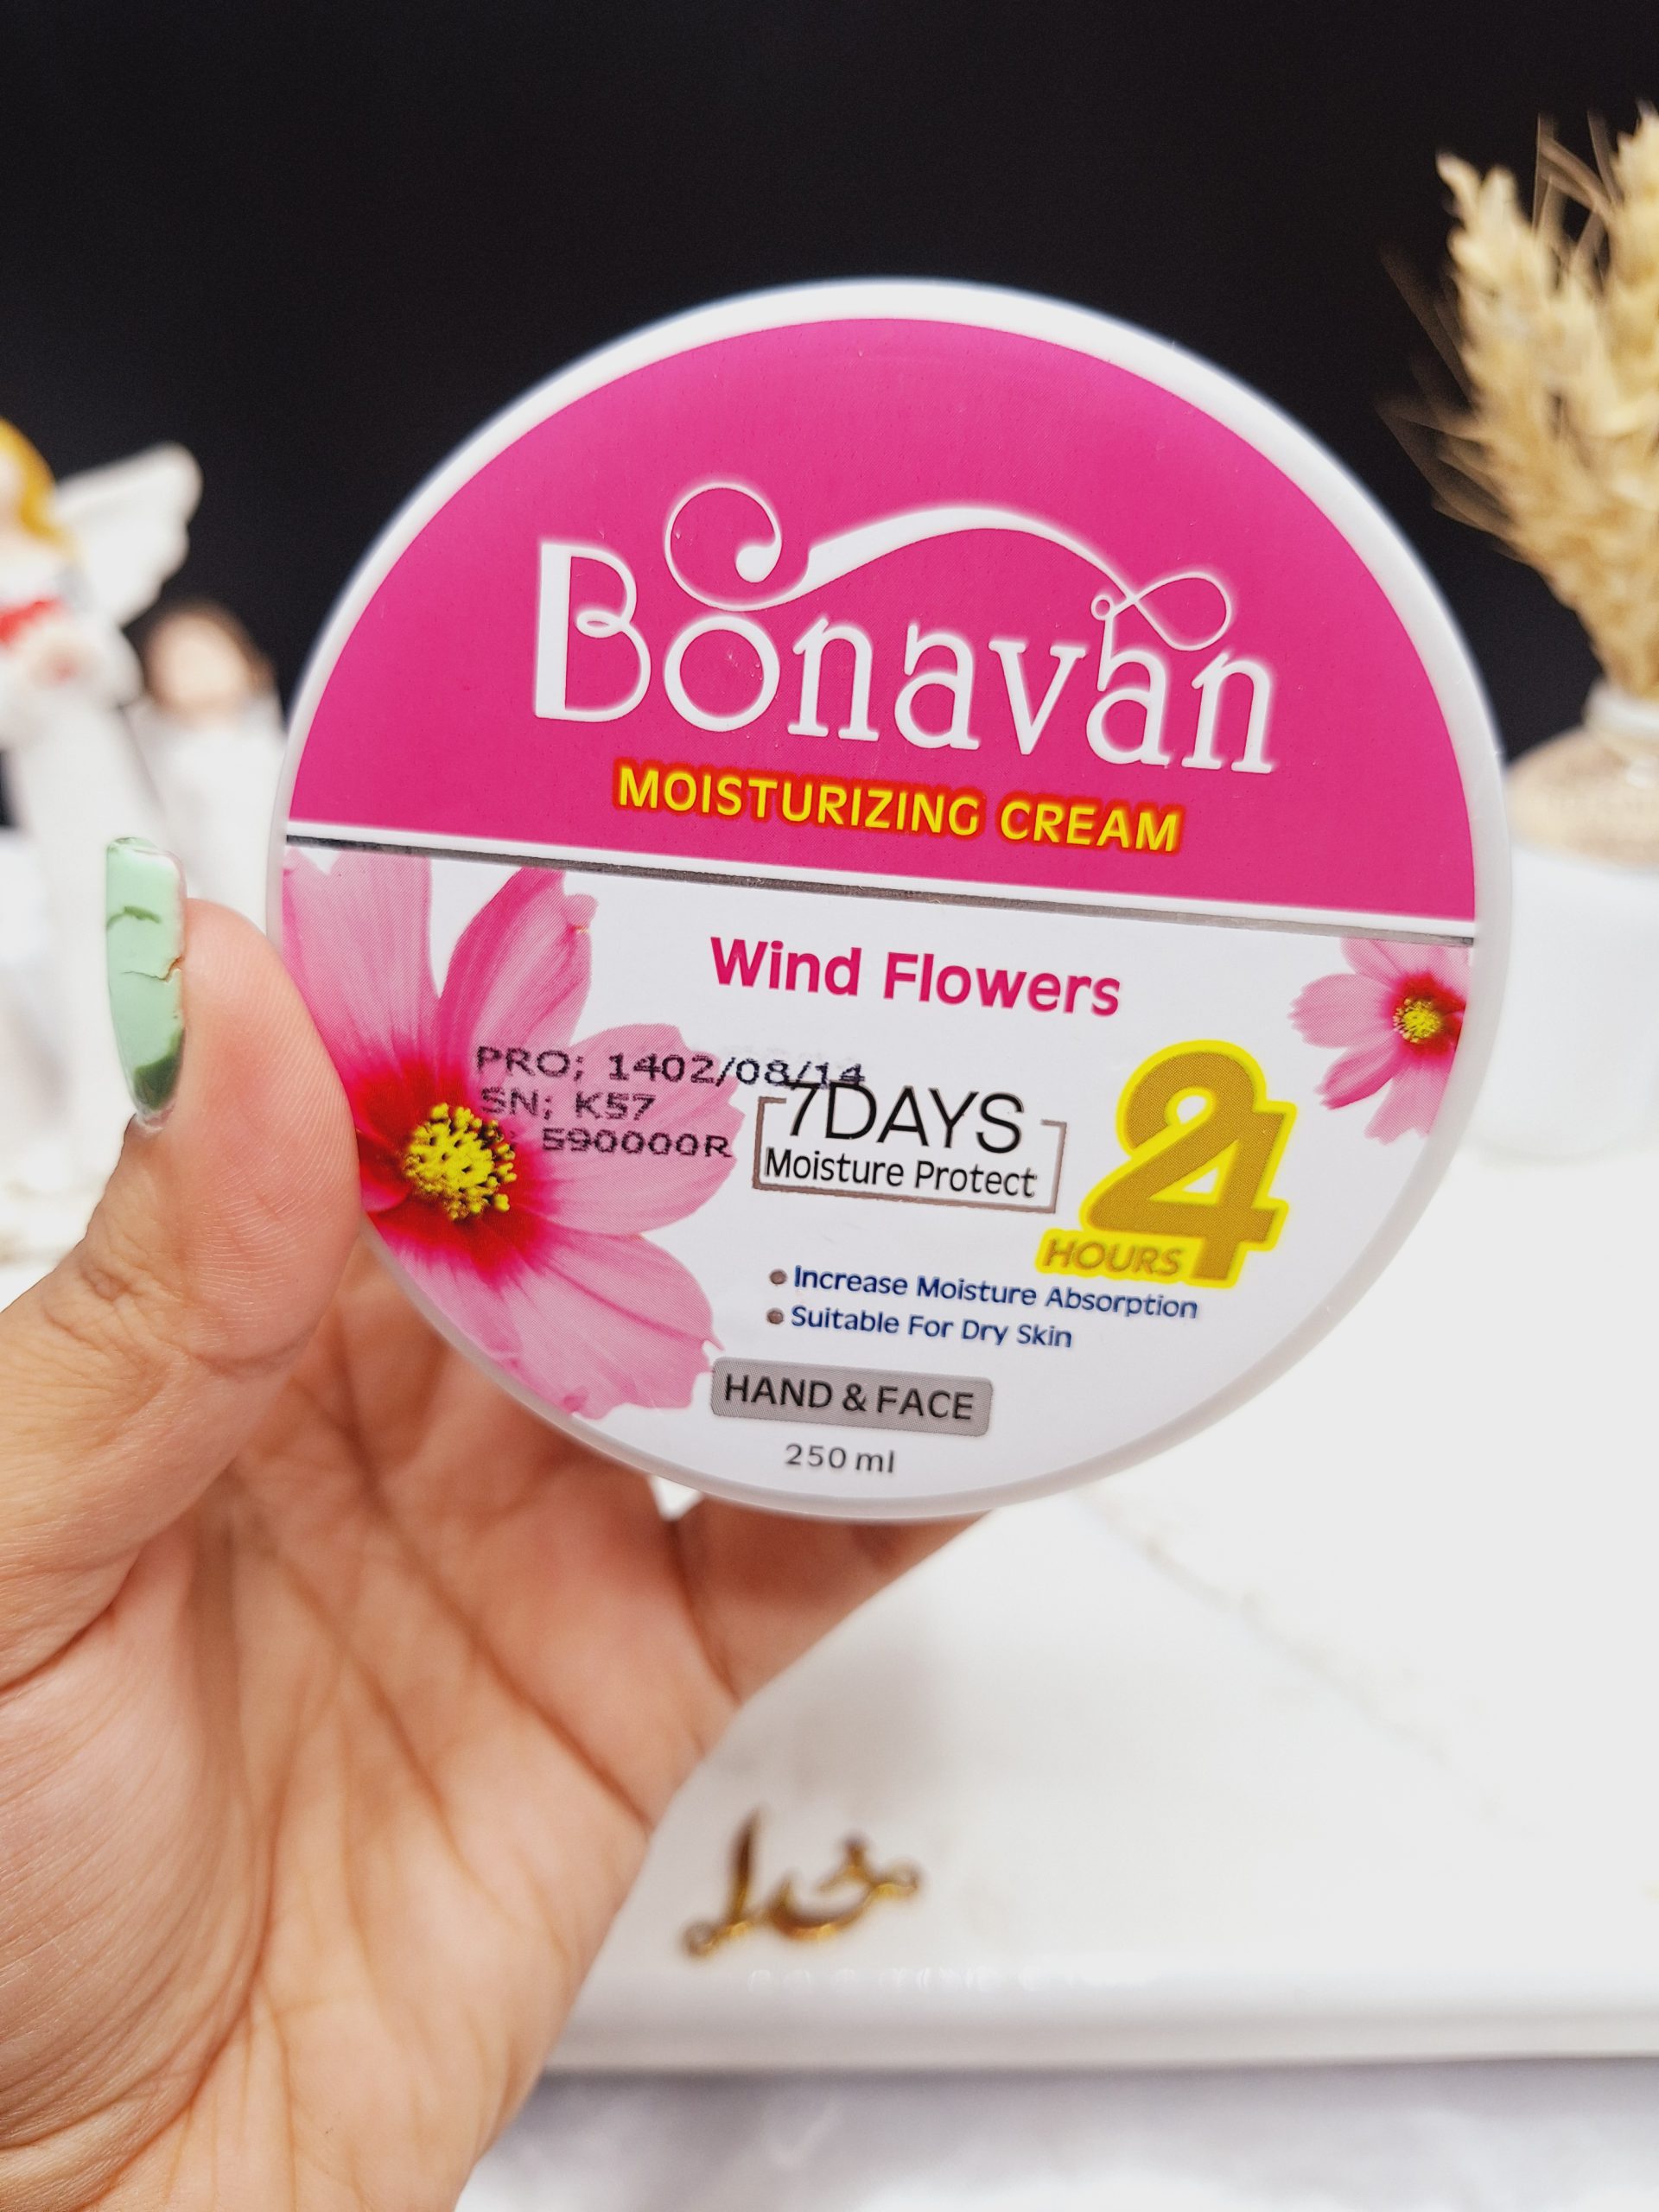 Bonavan
MOISTURIZING CREAM
Wind Flowers
PRO; 1402/08/14
SN; K57
590000R
7DAYS
Moisture Protect
24
HOURS
Increase Moisture Absorption
Suitable For Dry Skin
HAND & FACE
250 ml
خدا